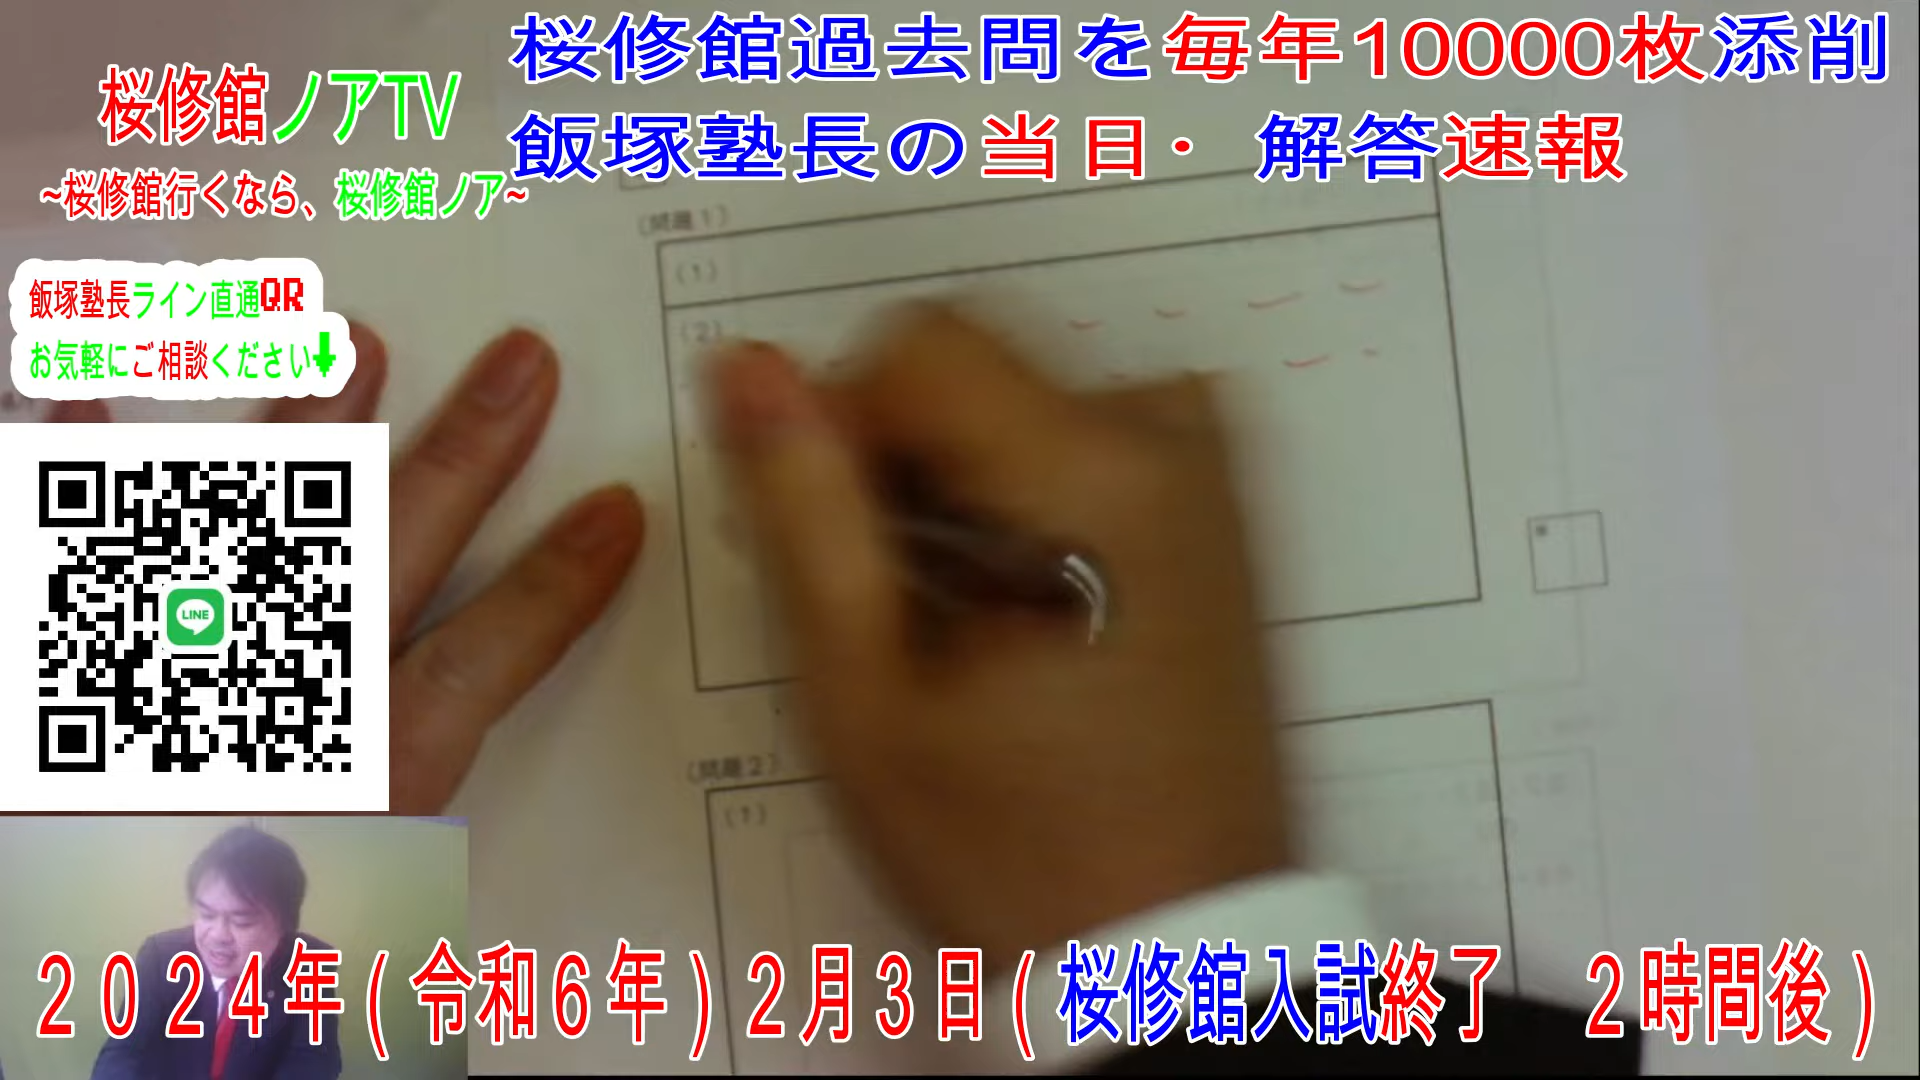 桜修館過去問を毎年10000枚添削
飯塚塾長の当日・解答速報
桜修館ノアTV
~桜修館行くなら、桜修館ノア~
飯塚塾長ライン直通QR
お気軽にご相談ください⬇
LINE
(問題1)
(1)
(2)
(問題2)
(1)
2024年(令和6年)2月3日(桜修館入試終了　2時間後)